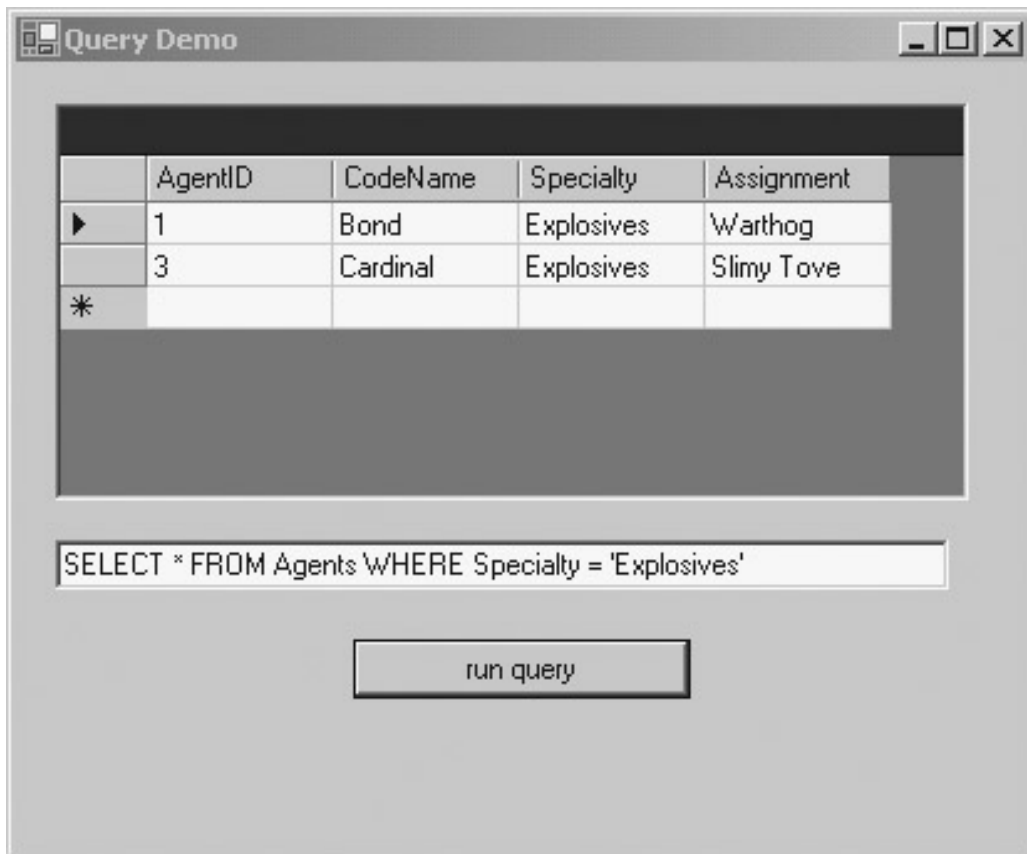 Query Demo
AgentID CodeName Specialty Assignment
1 Bond Explosives Warthog
3 Cardinal Explosives Slimy Tove
SELECT * FROM Agents WHERE Specialty = 'Explosives'
run query